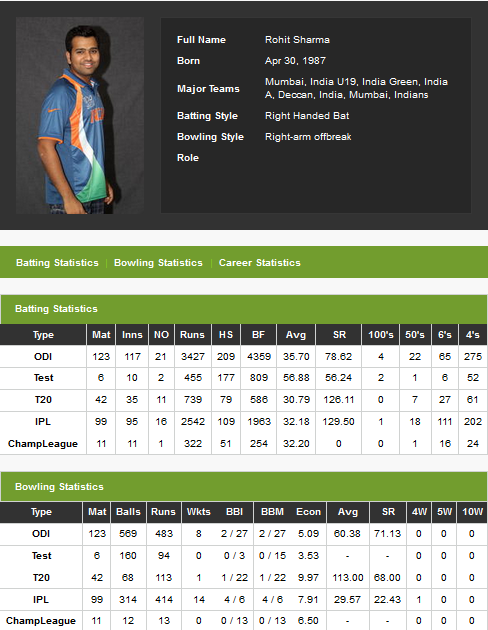 Full Name Rohit Sharma
Born Apr 30, 1987
Major Teams Mumbai, India U19, India Green, India
A, Deccan, India, Mumbai, Indians
Batting Style Right Handed Bat
Bowling Style Right-arm offbreak
Role
Batting Statistics | Bowling Statistics | Career Statistics
Batting Statistics
Type Mat Inns NO Runs HS BF Avg SR 100's 50's 6's 4's
ODI 123 117 21 3427 209 4359 35.70 78.62 4 22 65 275
Test 6 10 2 455 177 809 56.88 56.24 2 1 6 52
T20 42 35 11 739 79 586 30.79 126.11 0 7 27 61
IPL 99 95 16 2542 109 1963 32.18 129.50 1 18 111 202
ChampLeague 11 11 1 322 51 254 32.20 0 0 1 16 24
Bowling Statistics
Type Mat Balls Runs Wkts BBI BBM Econ Avg SR 4W 5W 10W
ODI 123 569 483 8 2 / 27 2 / 27 5.09 60.38 71.13 0 0 0
Test 6 160 94 0 0 / 3 0 / 15 3.53 - - 0 0 0
T20 42 68 113 1 1 / 22 1 / 22 9.97 113.00 68.00 0 0 0
IPL 99 314 414 14 4 / 6 4 / 6 7.91 29.57 22.43 1 0 0
ChampLeague 11 12 13 0 0 / 13 0 / 13 6.50 - - 0 0 0